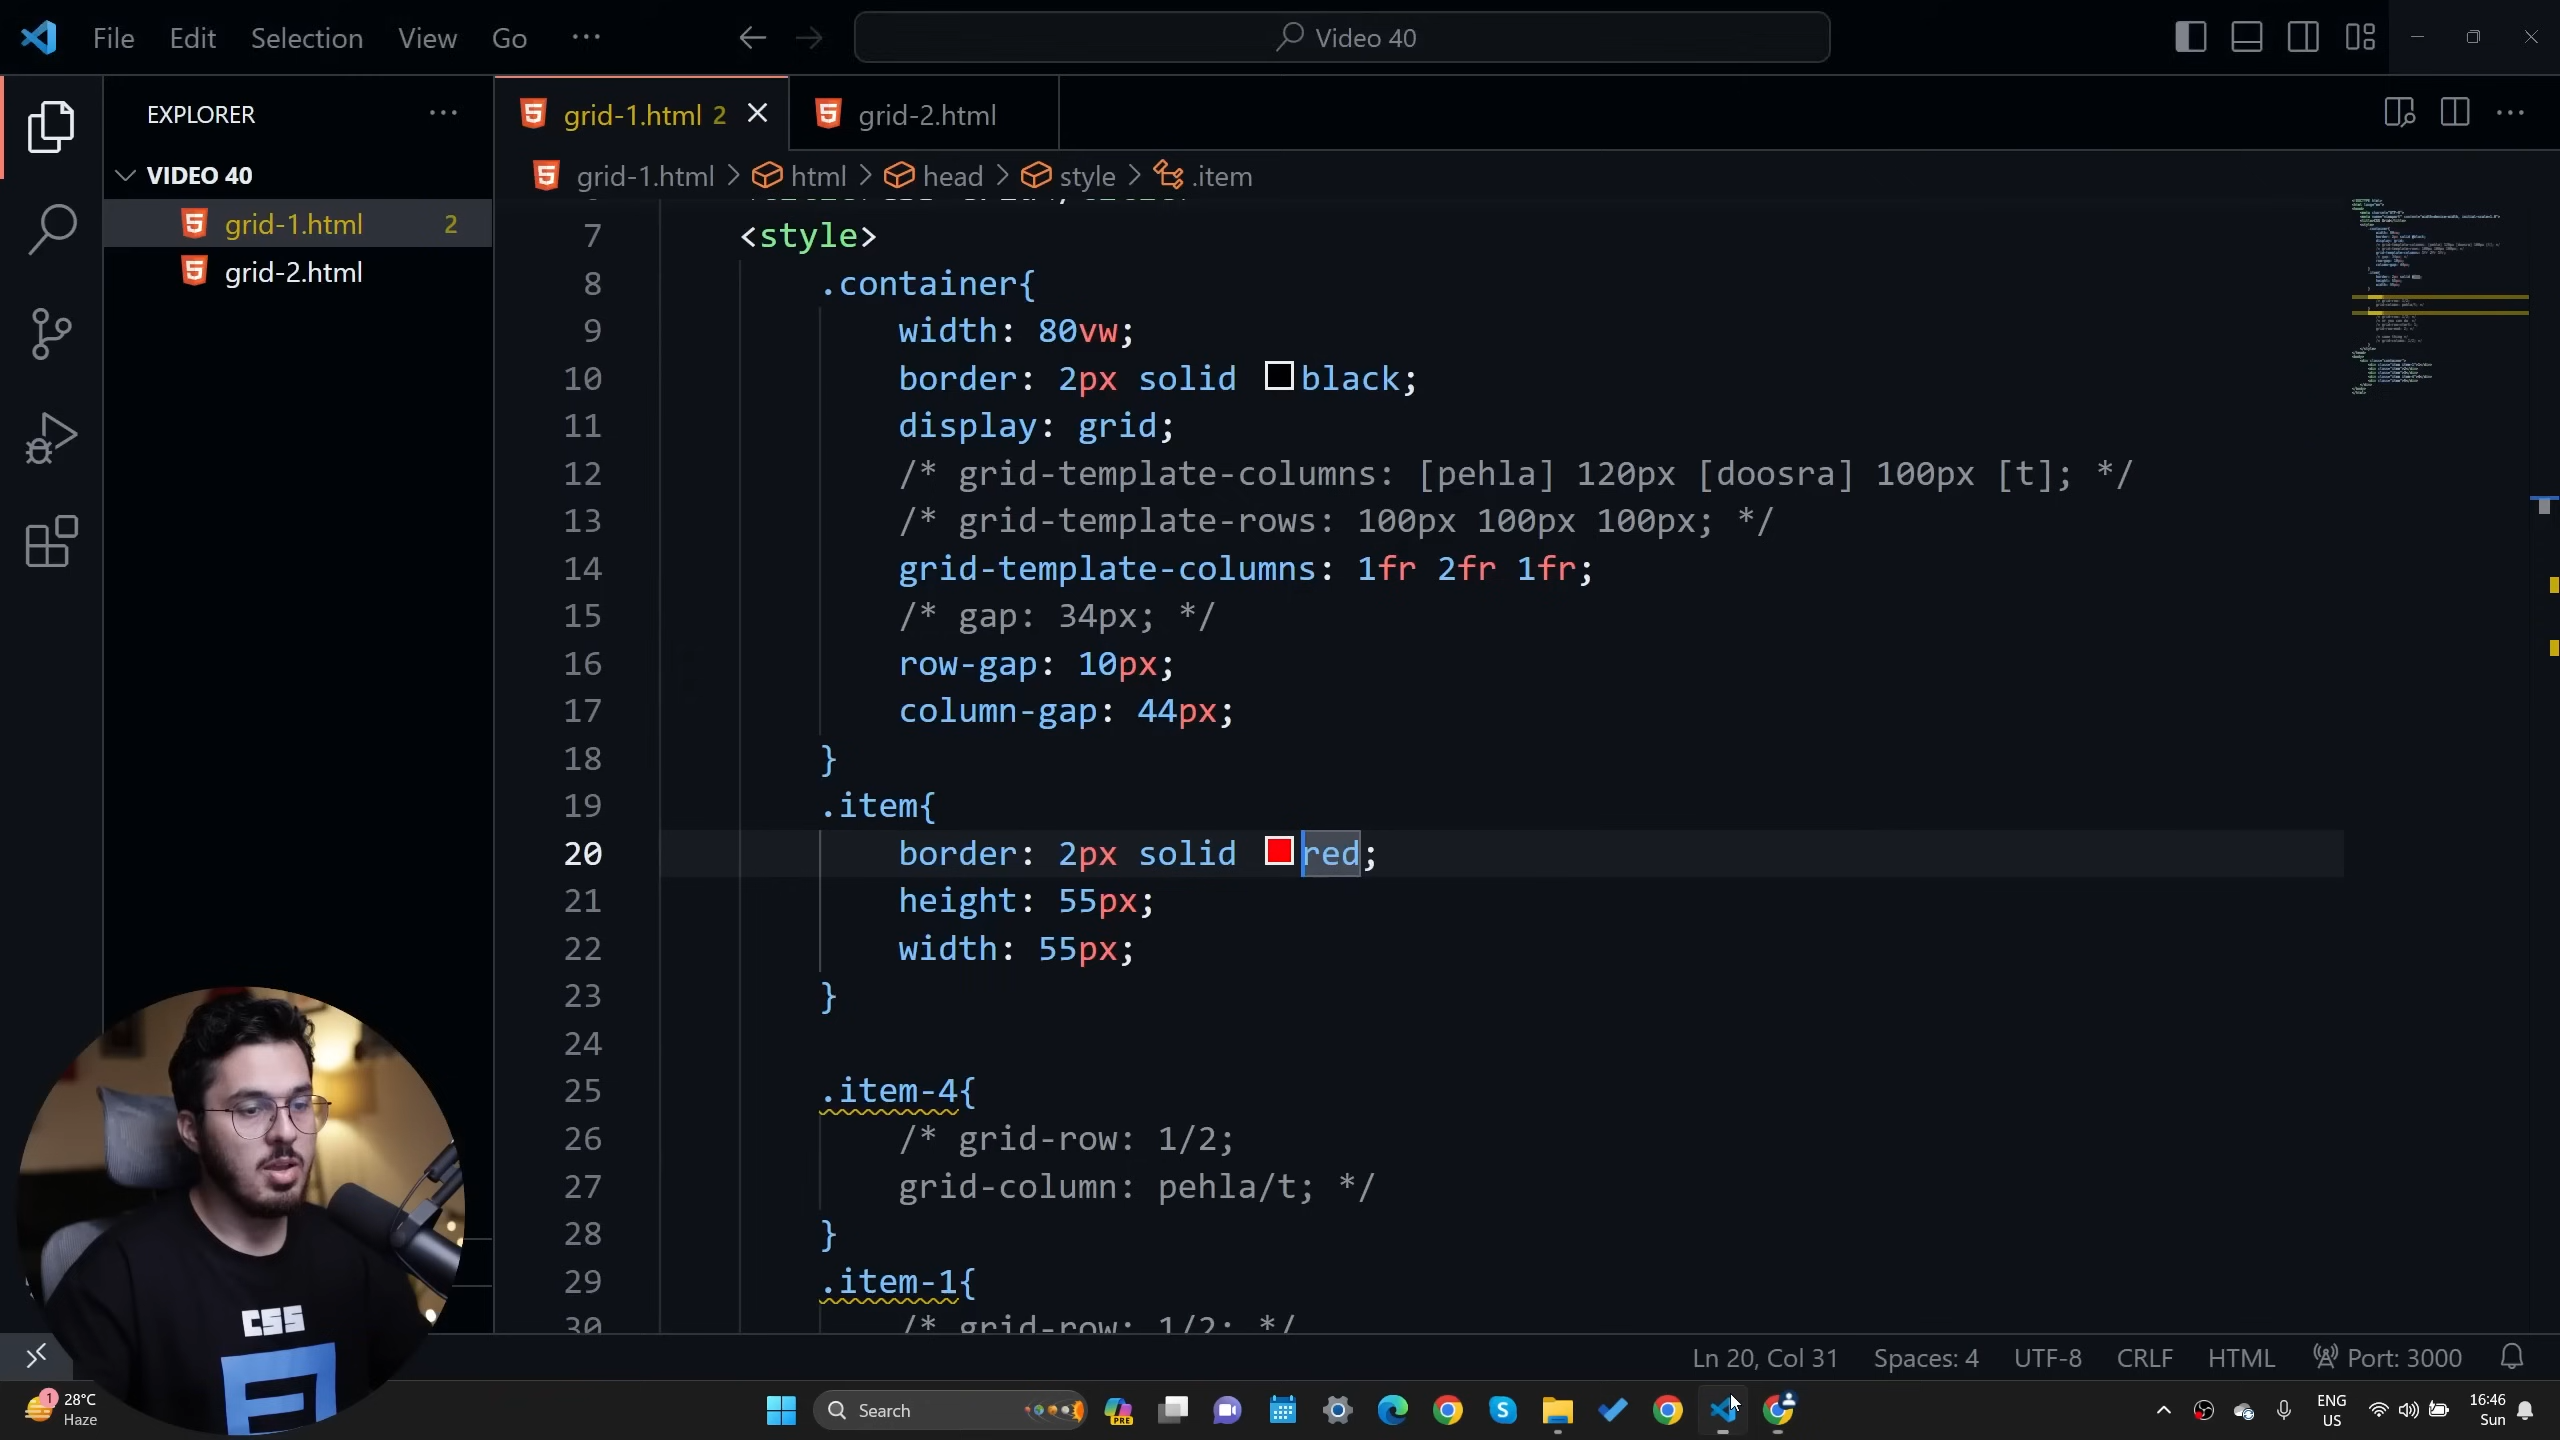 File Edit Selection View Go ···
Video 40
EXPLORER ···
VIDEO 40
grid-1.html 2
grid-2.html
grid-1.html 2
grid-2.html
grid-1.html > html > head > style > .item
7 <style>
8 .container{
9 width: 80vw;
10 border: 2px solid black;
11 display: grid;
12 /* grid-template-columns: [pehla] 120px [doosra] 100px [t]; */
13 /* grid-template-rows: 100px 100px 100px; */
14 grid-template-columns: 1fr 2fr 1fr;
15 /* gap: 34px; */
16 row-gap: 10px;
17 column-gap: 44px;
18 }
19 .item{
20 border: 2px solid red;
21 height: 55px;
22 width: 55px;
23 }
24
25 .item-4{
26 /* grid-row: 1/2;
27 grid-column: pehla/t; */
28 }
29 .item-1{
30 /* grid-row: 1/2; */
CSS
Ln 20, Col 31 Spaces: 4 UTF-8 CRLF HTML Port: 3000
1
28°C
Haze
Search
PRE
ENG
US
16:46
Sun